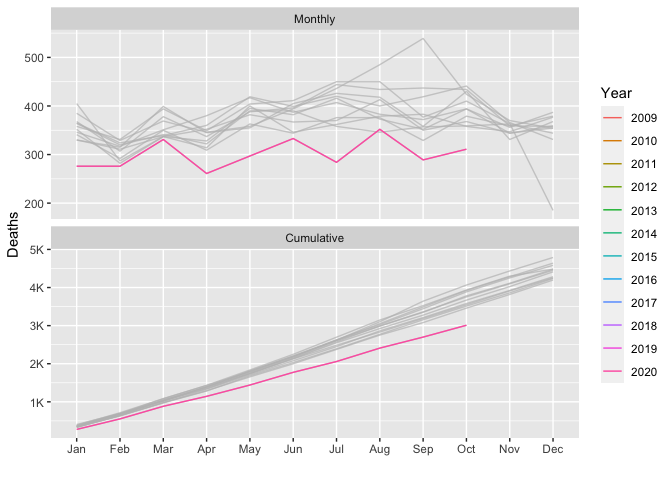 Monthly
500
400
300
200
Deaths
Cumulative
5K
4K
3K
2K
1K
Jan Feb Mar Apr May Jun Jul Aug Sep Oct Nov Dec
Year
2009
2010
2011
2012
2013
2014
2015
2016
2017
2018
2019
2020